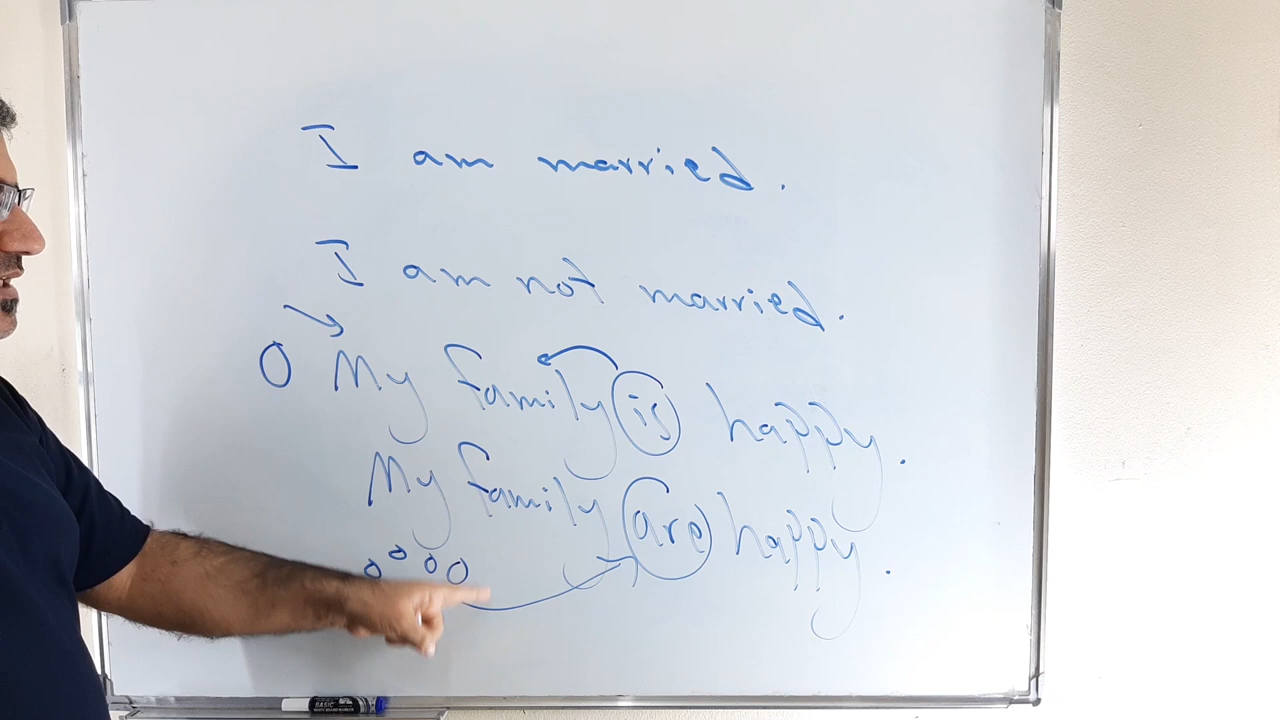 I am married.
I am not married.
My family is happy.
My family are happy.
BASIC